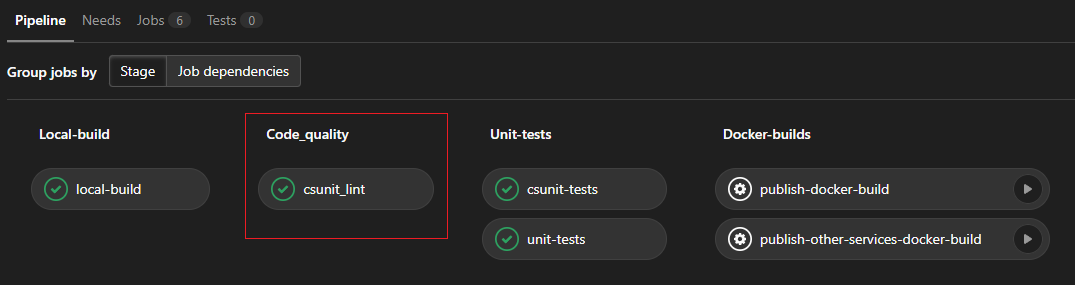 Pipeline Needs Jobs 6 Tests 0
Group jobs by Stage Job dependencies
Local-build Code_quality Unit-tests Docker-builds
local-build csunit_lint csunit-tests publish-docker-build
unit-tests publish-other-services-docker-build